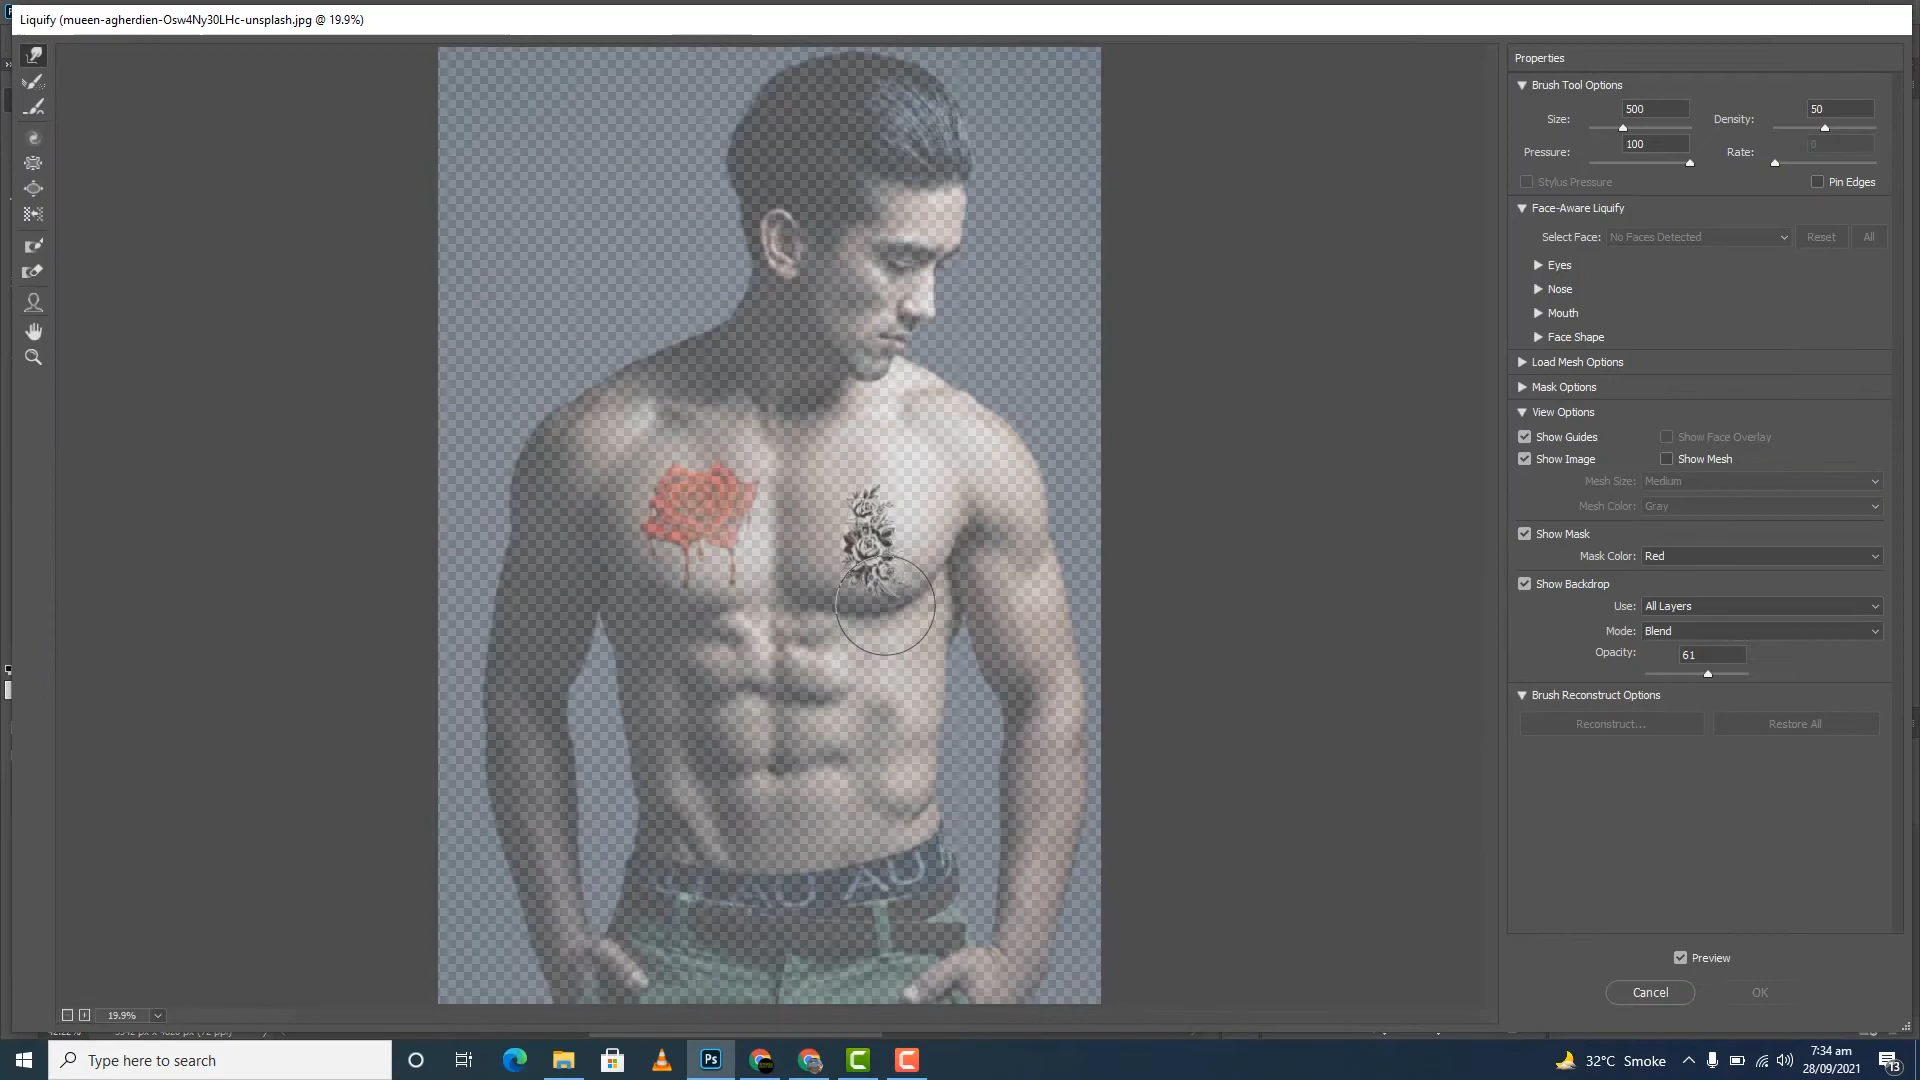 Liquify (mueen-agherdien-Osw4Ny30LHc-unsplash.jpg @ 19.9%)
Properties
Brush Tool Options
Size: 500 Density: 50
Pressure: 100 Rate: 0
Stylus Pressure Pin Edges
Face-Aware Liquify
Select Face: No Faces Detected Reset All
Eyes
Nose
Mouth
Face Shape
Load Mesh Options
Mask Options
View Options
Show Guides Show Face Overlay
Show Image Show Mesh
Mesh Size: Medium
Mesh Color: Gray
Show Mask
Mask Color: Red
Show Backdrop
Use: All Layers
Mode: Blend
Opacity: 61
Brush Reconstruct Options
Reconstruct... Restore All
Preview
Cancel OK
AU AU
19.9%
Type here to search
Ps
32°C Smoke
7:34 am
28/09/2021
13